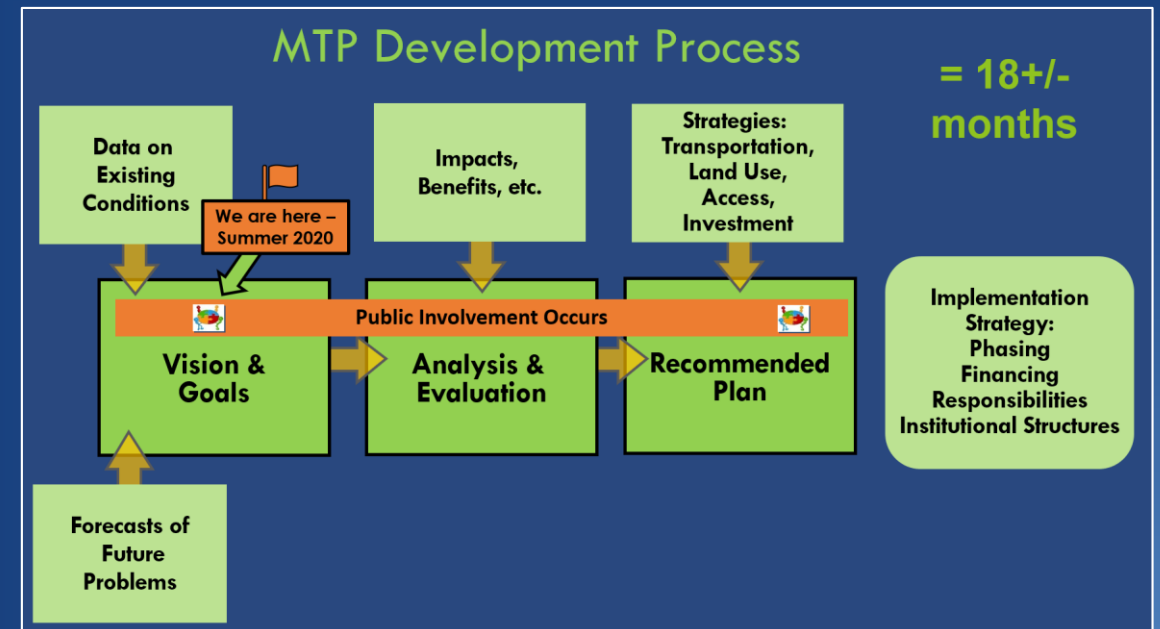 MTP Development Process
= 18+/-
months
Data on
Existing
Conditions
We are here –
Summer 2020
Impacts,
Benefits, etc.
Strategies:
Transportation,
Land Use,
Access,
Investment
Public Involvement Occurs
Vision &
Goals
Analysis &
Evaluation
Recommended
Plan
Implementation
Strategy:
Phasing
Financing
Responsibilities
Institutional Structures
Forecasts of
Future
Problems